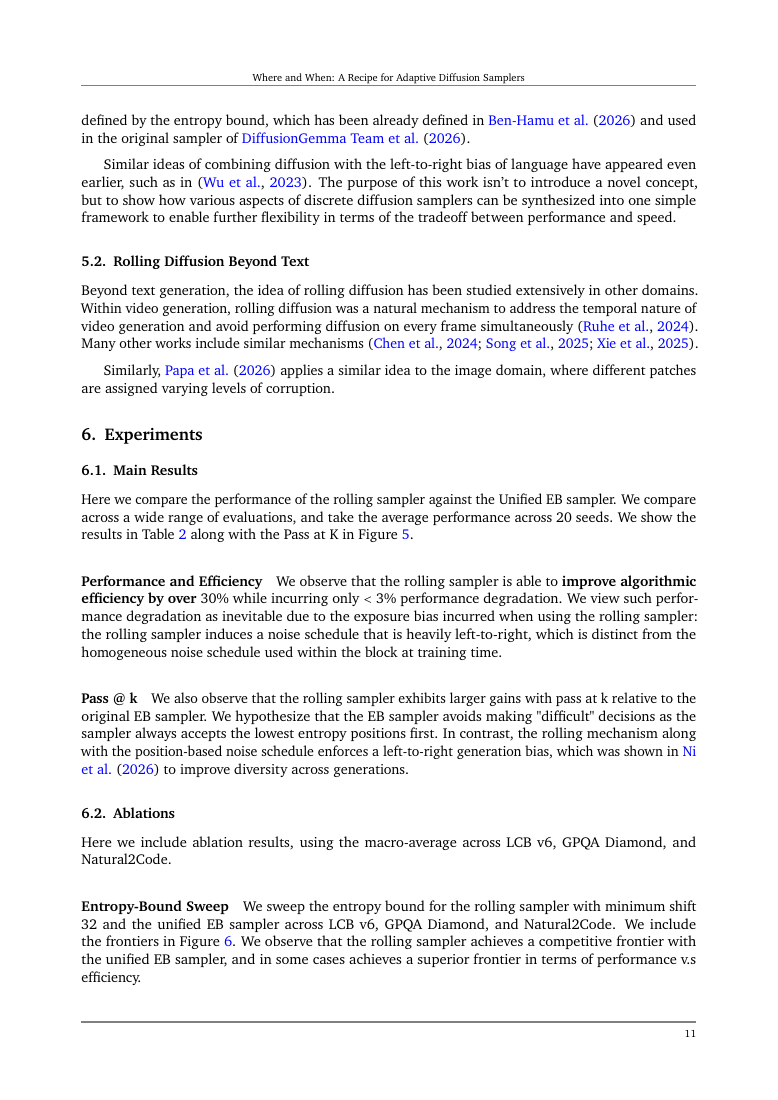 Where and When: A Recipe for Adaptive Diffusion Samplers
defined by the entropy bound, which has been already defined in Ben-Hamu et al. (2026) and used
in the original sampler of DiffusionGemma Team et al. (2026).
Similar ideas of combining diffusion with the left-to-right bias of language have appeared even
earlier, such as in (Wu et al., 2023). The purpose of this work isn't to introduce a novel concept,
but to show how various aspects of discrete diffusion samplers can be synthesized into one simple
framework to enable further flexibility in terms of the tradeoff between performance and speed.
5.2. Rolling Diffusion Beyond Text
Beyond text generation, the idea of rolling diffusion has been studied extensively in other domains.
Within video generation, rolling diffusion was a natural mechanism to address the temporal nature of
video generation and avoid performing diffusion on every frame simultaneously (Ruhe et al., 2024).
Many other works include similar mechanisms (Chen et al., 2024; Song et al., 2025; Xie et al., 2025).
Similarly, Papa et al. (2026) applies a similar idea to the image domain, where different patches
are assigned varying levels of corruption.
6. Experiments
6.1. Main Results
Here we compare the performance of the rolling sampler against the Unified EB sampler. We compare
across a wide range of evaluations, and take the average performance across 20 seeds. We show the
results in Table 2 along with the Pass at K in Figure 5.
Performance and Efficiency We observe that the rolling sampler is able to improve algorithmic
efficiency by over 30% while incurring only < 3% performance degradation. We view such perfor-
mance degradation as inevitable due to the exposure bias incurred when using the rolling sampler:
the rolling sampler induces a noise schedule that is heavily left-to-right, which is distinct from the
homogeneous noise schedule used within the block at training time.
Pass @ k We also observe that the rolling sampler exhibits larger gains with pass at k relative to the
original EB sampler. We hypothesize that the EB sampler avoids making "difficult" decisions as the
sampler always accepts the lowest entropy positions first. In contrast, the rolling mechanism along
with the position-based noise schedule enforces a left-to-right generation bias, which was shown in Ni
et al. (2026) to improve diversity across generations.
6.2. Ablations
Here we include ablation results, using the macro-average across LCB v6, GPQA Diamond, and
Natural2Code.
Entropy-Bound Sweep We sweep the entropy bound for the rolling sampler with minimum shift
32 and the unified EB sampler across LCB v6, GPQA Diamond, and Natural2Code. We include
the frontiers in Figure 6. We observe that the rolling sampler achieves a competitive frontier with
the unified EB sampler, and in some cases achieves a superior frontier in terms of performance v.s
efficiency.
11